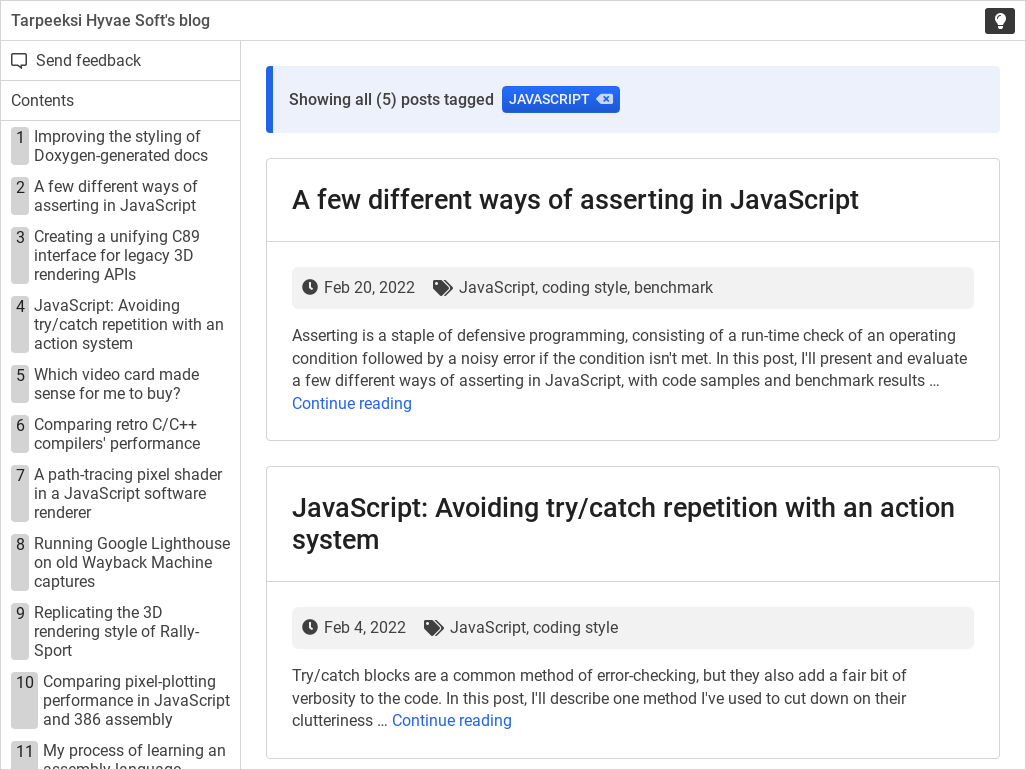 Tarpeeksi Hyvae Soft's blog
Send feedback
Contents
1 Improving the styling of
Doxygen-generated docs
2 A few different ways of
asserting in JavaScript
3 Creating a unifying C89
interface for legacy 3D
rendering APIs
4 JavaScript: Avoiding
try/catch repetition with an
action system
5 Which video card made
sense for me to buy?
6 Comparing retro C/C++
compilers' performance
7 A path-tracing pixel shader
in a JavaScript software
renderer
8 Running Google Lighthouse
on old Wayback Machine
captures
9 Replicating the 3D
rendering style of Rally-
Sport
10 Comparing pixel-plotting
performance in JavaScript
and 386 assembly
11 My process of learning an
assembly language
Showing all (5) posts tagged JAVASCRIPT
A few different ways of asserting in JavaScript
Feb 20, 2022 JavaScript, coding style, benchmark
Asserting is a staple of defensive programming, consisting of a run-time check of an operating
condition followed by a noisy error if the condition isn't met. In this post, I'll present and evaluate
a few different ways of asserting in JavaScript, with code samples and benchmark results ...
Continue reading
JavaScript: Avoiding try/catch repetition with an action
system
Feb 4, 2022 JavaScript, coding style
Try/catch blocks are a common method of error-checking, but they also add a fair bit of
verbosity to the code. In this post, I'll describe one method I've used to cut down on their
clutteriness ... Continue reading